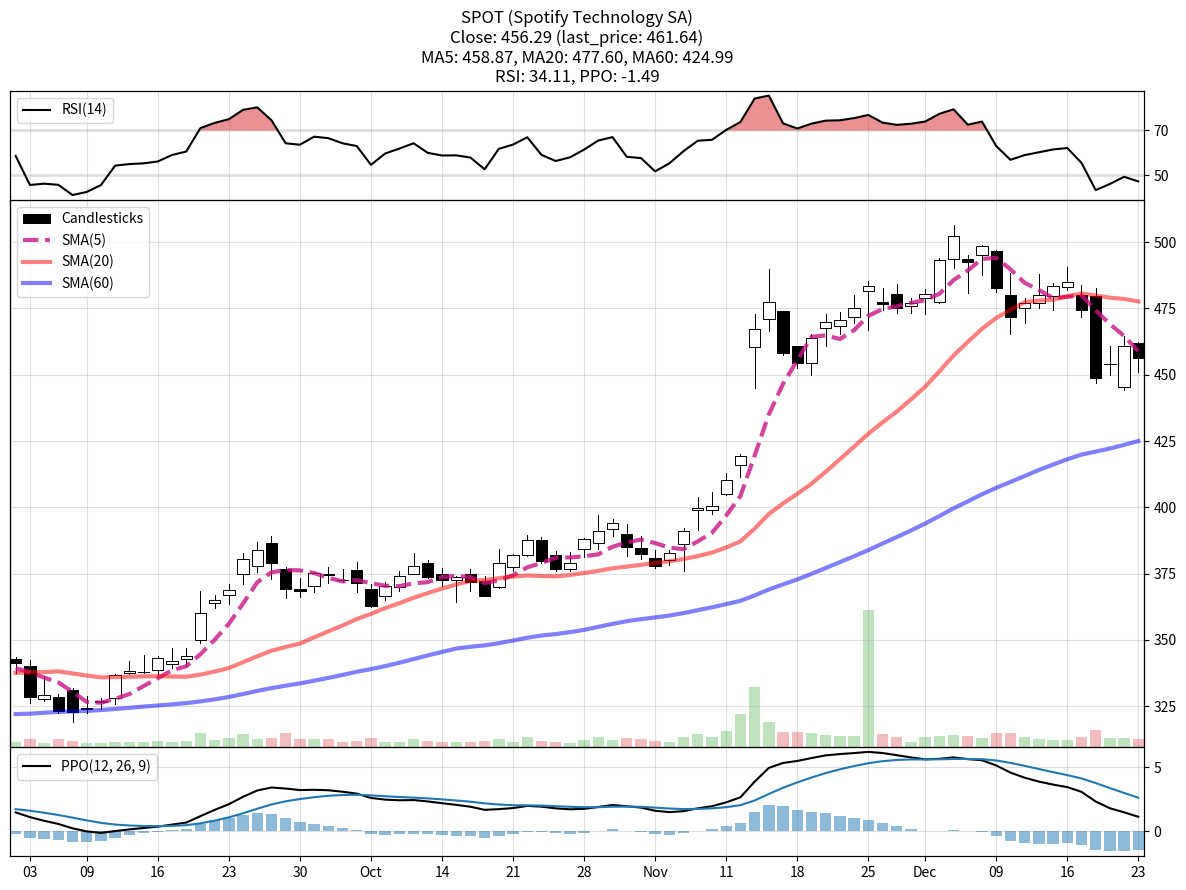 SPOT (Spotify Technology SA)
Close: 456.29 (last_price: 461.64)
MA5: 458.87, MA20: 477.60, MA60: 424.99
RSI: 34.11, PPO: -1.49
RSI(14)
70
50
Candlesticks
SMA(5)
SMA(20)
SMA(60)
500
475
450
425
400
375
350
325
PPO(12, 26, 9)
5
0
03 09 16 23 30 Oct 14 21 28 Nov 11 18 25 Dec 09 16 23